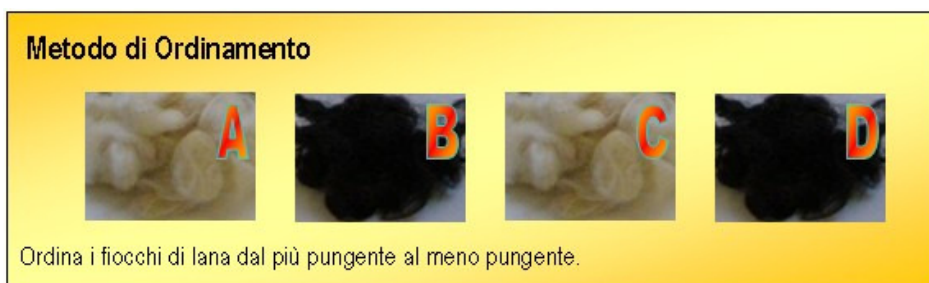 Metodo di Ordinamento
A B C D
Ordina i fiocchi di lana dal più pungente al meno pungente.